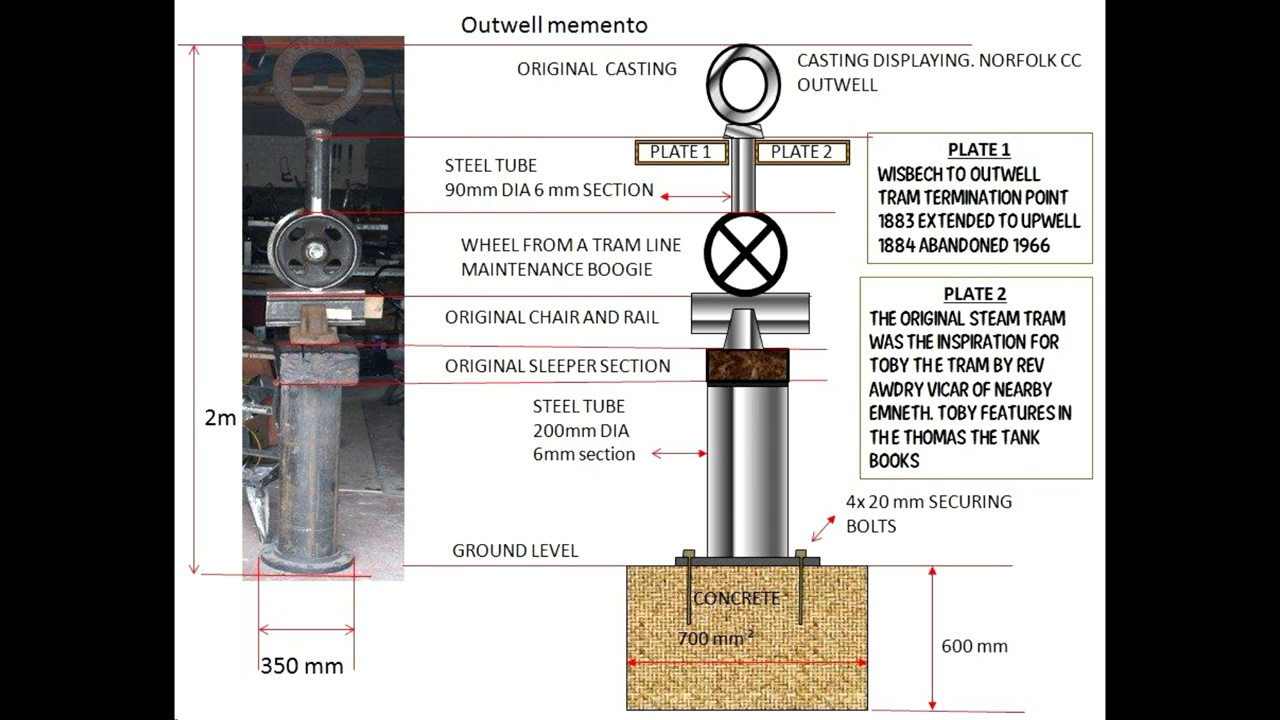 Outwell memento
ORIGINAL CASTING
CASTING DISPLAYING. NORFOLK CC
OUTWELL
PLATE 1
PLATE 2
STEEL TUBE
90mm DIA 6 mm SECTION
WHEEL FROM A TRAM LINE
MAINTENANCE BOOGIE
ORIGINAL CHAIR AND RAIL
ORIGINAL SLEEPER SECTION
STEEL TUBE
200mm DIA
6mm section
2m
GROUND LEVEL
350 mm
PLATE 1
WISBECH TO OUTWELL
TRAM TERMINATION POINT
1883 EXTENDED TO UPWELL
1884 ABANDONED 1966
PLATE 2
THE ORIGINAL STEAM TRAM
WAS THE INSPIRATION FOR
TOBY THE TRAM BY REV
AWDRY VICAR OF NEARBY
EMNETH. TOBY FEATURES IN
THE THOMAS THE TANK
BOOKS
4x 20 mm SECURING
BOLTS
CONCRETE
700 mm²
600 mm